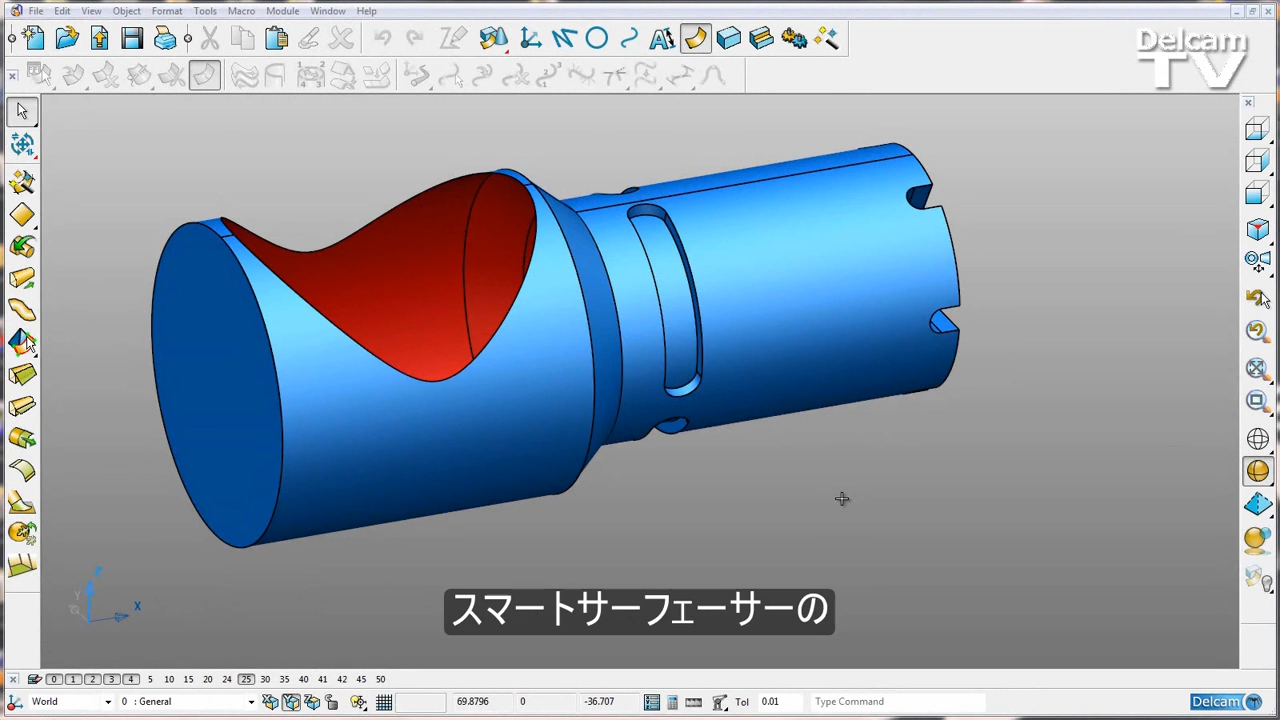 File Edit View Object Format Tools Macro Module Window Help
Delcam
TV
Z
Y
X
スマートサーフェーサーの
0 1 2 3 4 5 10 15 20 24 25 30 35 40 41 42 45 50
World 0 : General 69.8796 0 -36.707 Tol 0.01 Type Command Delcam